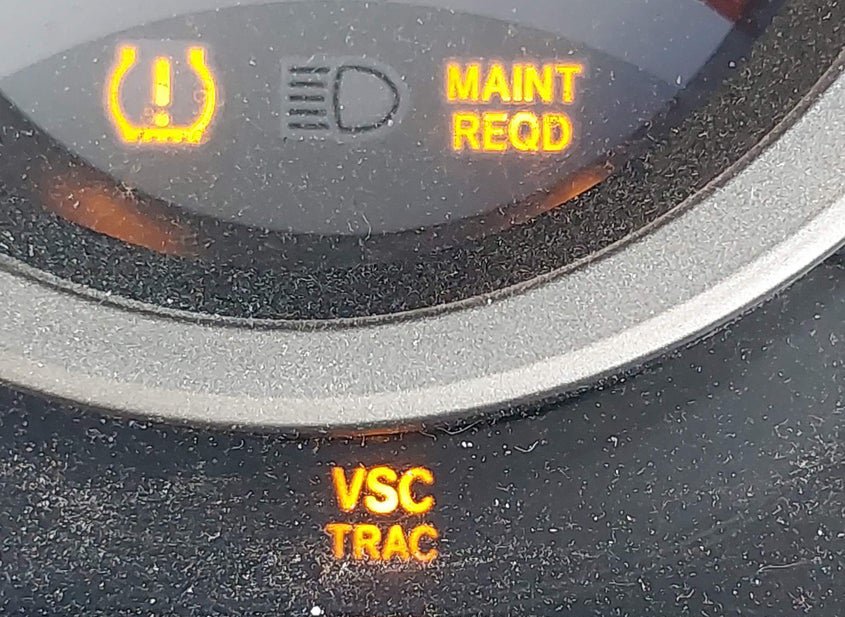 MAINT
REQD
VSC
TRAC